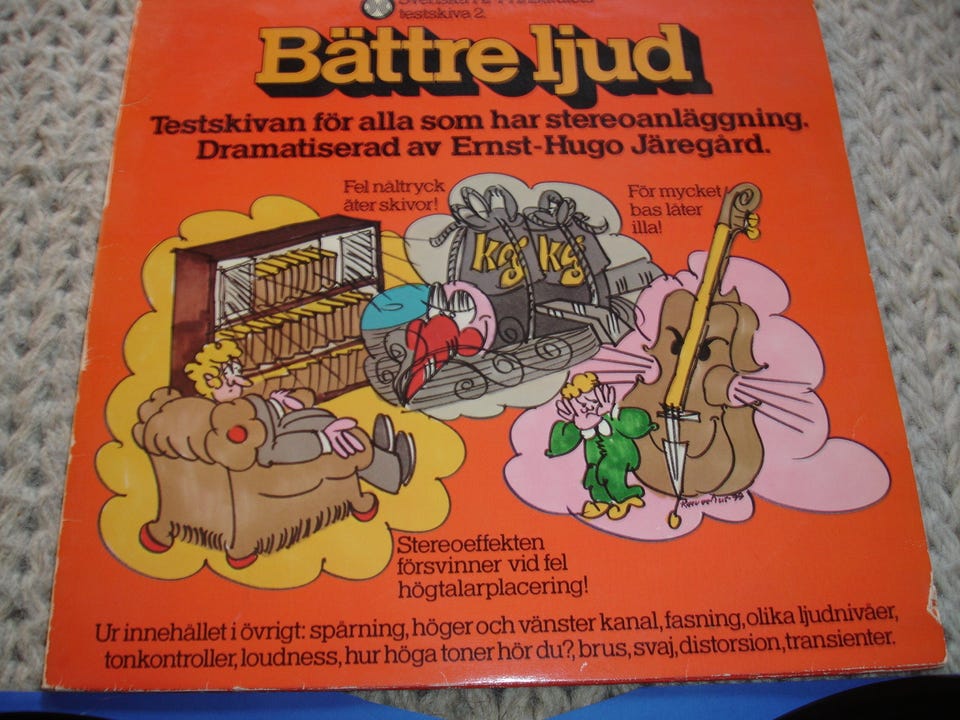 testskiva 2.
Bättre ljud
Testskivan för alla som har stereoanläggning.
Dramatiserad av Ernst-Hugo Järegård.
Fel nåltryck
äter skivor!
För mycket
bas låter
illa!
kg kg
Stereoeffekten
försvinner vid fel
högtalarplacering!
Ur innehållet i övrigt: spårning, höger och vänster kanal, fasning, olika ljudnivåer,
tonkontroller, loudness, hur höga toner hör du?, brus, svaj, distorsion, transienter.